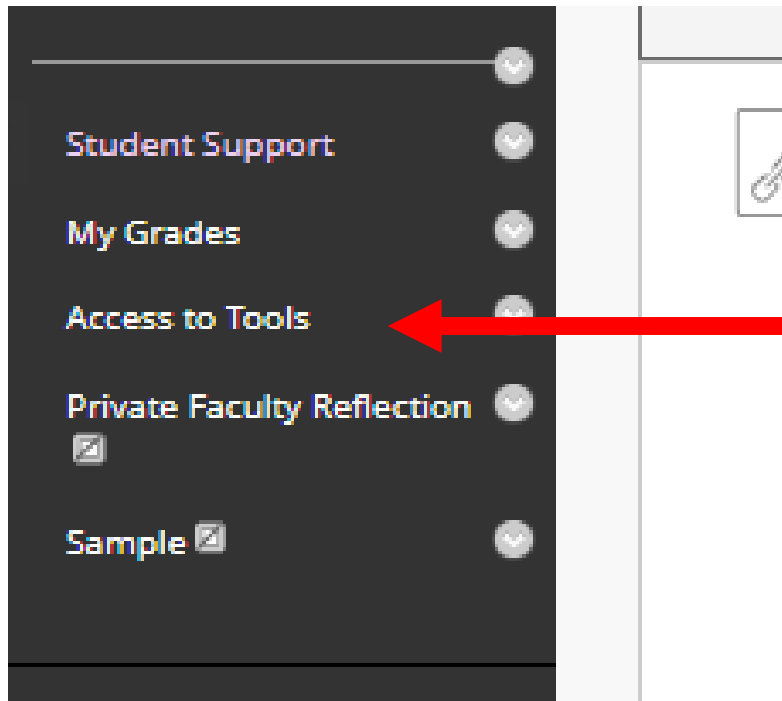 Student Support
My Grades
Access to Tools
Private Faculty Reflection
Sample